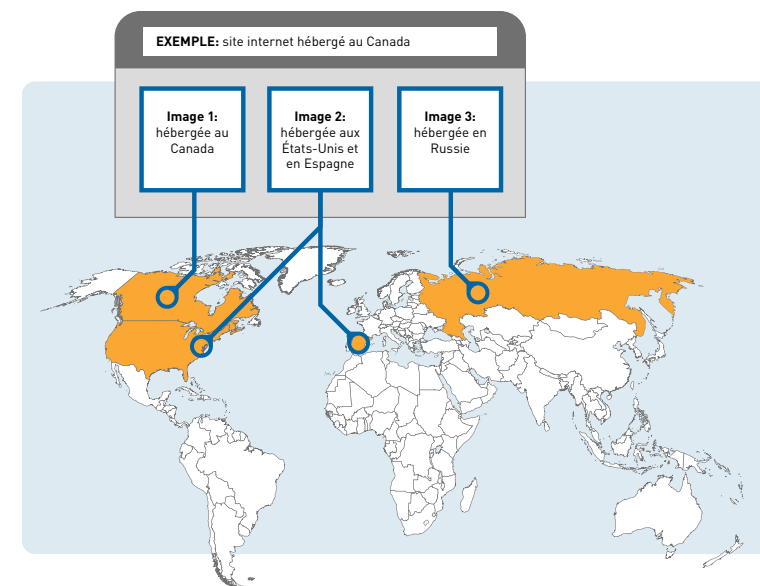 EXEMPLE: site internet hébergé au Canada
Image 1:
hébergée au
Canada
Image 2:
hébergée aux
États-Unis et
en Espagne
Image 3:
hébergée en
Russie